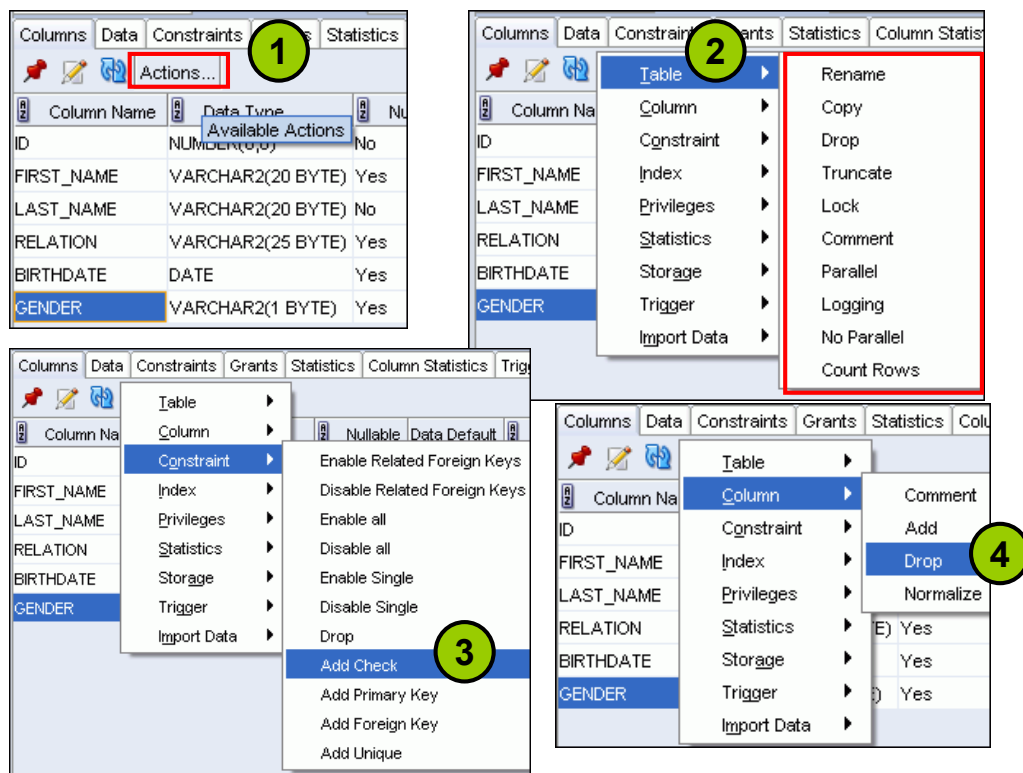 Columns Data Constraints Statistics
1
Actions...
Column Name Data Type
Available Actions
ID No
FIRST_NAME VARCHAR2(20 BYTE) Yes
LAST_NAME VARCHAR2(20 BYTE) No
RELATION VARCHAR2(25 BYTE) Yes
BIRTHDATE DATE Yes
GENDER VARCHAR2(1 BYTE) Yes
Columns Data Statistics Column
2
Table Rename
Column Na Column Copy
ID Constraint Drop
FIRST_NAME Index Truncate
LAST_NAME Privileges Lock
RELATION Statistics Comment
BIRTHDATE Storage Parallel
GENDER Trigger Logging
Import Data No Parallel
Count Rows
Columns Data Constraints Grants Statistics Column Statistics Trigg
Table
Column Na Column Nullable Data Default
ID Constraint Enable Related Foreign Keys
FIRST_NAME Index Disable Related Foreign Keys
LAST_NAME Privileges Enable all
RELATION Statistics Disable all
BIRTHDATE Storage Enable Single
GENDER Trigger Disable Single
Import Data Drop
3
Add Check
Add Primary Key
Add Foreign Key
Add Unique
Columns Data Constraints Grants Statistics Colu
Table
Column Na Column Comment
ID Constraint Add
FIRST_NAME Index Drop
4
LAST_NAME Privileges Normalize
RELATION Statistics E) Yes
BIRTHDATE Storage Yes
GENDER Trigger Yes
Import Data